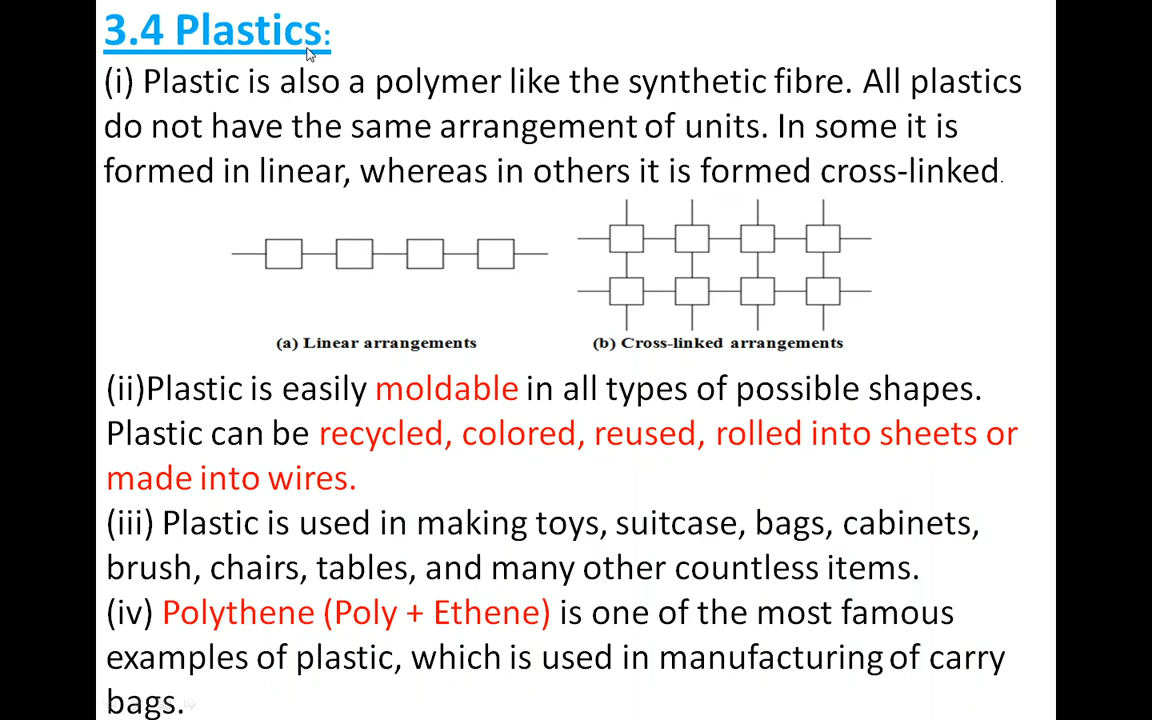 3.4 Plastics:
(i) Plastic is also a polymer like the synthetic fibre. All plastics
do not have the same arrangement of units. In some it is
formed in linear, whereas in others it is formed cross-linked.
(a) Linear arrangements
(b) Cross-linked arrangements
(ii)Plastic is easily moldable in all types of possible shapes.
Plastic can be recycled, colored, reused, rolled into sheets or
made into wires.
(iii) Plastic is used in making toys, suitcase, bags, cabinets,
brush, chairs, tables, and many other countless items.
(iv) Polythene (Poly + Ethene) is one of the most famous
examples of plastic, which is used in manufacturing of carry
bags.